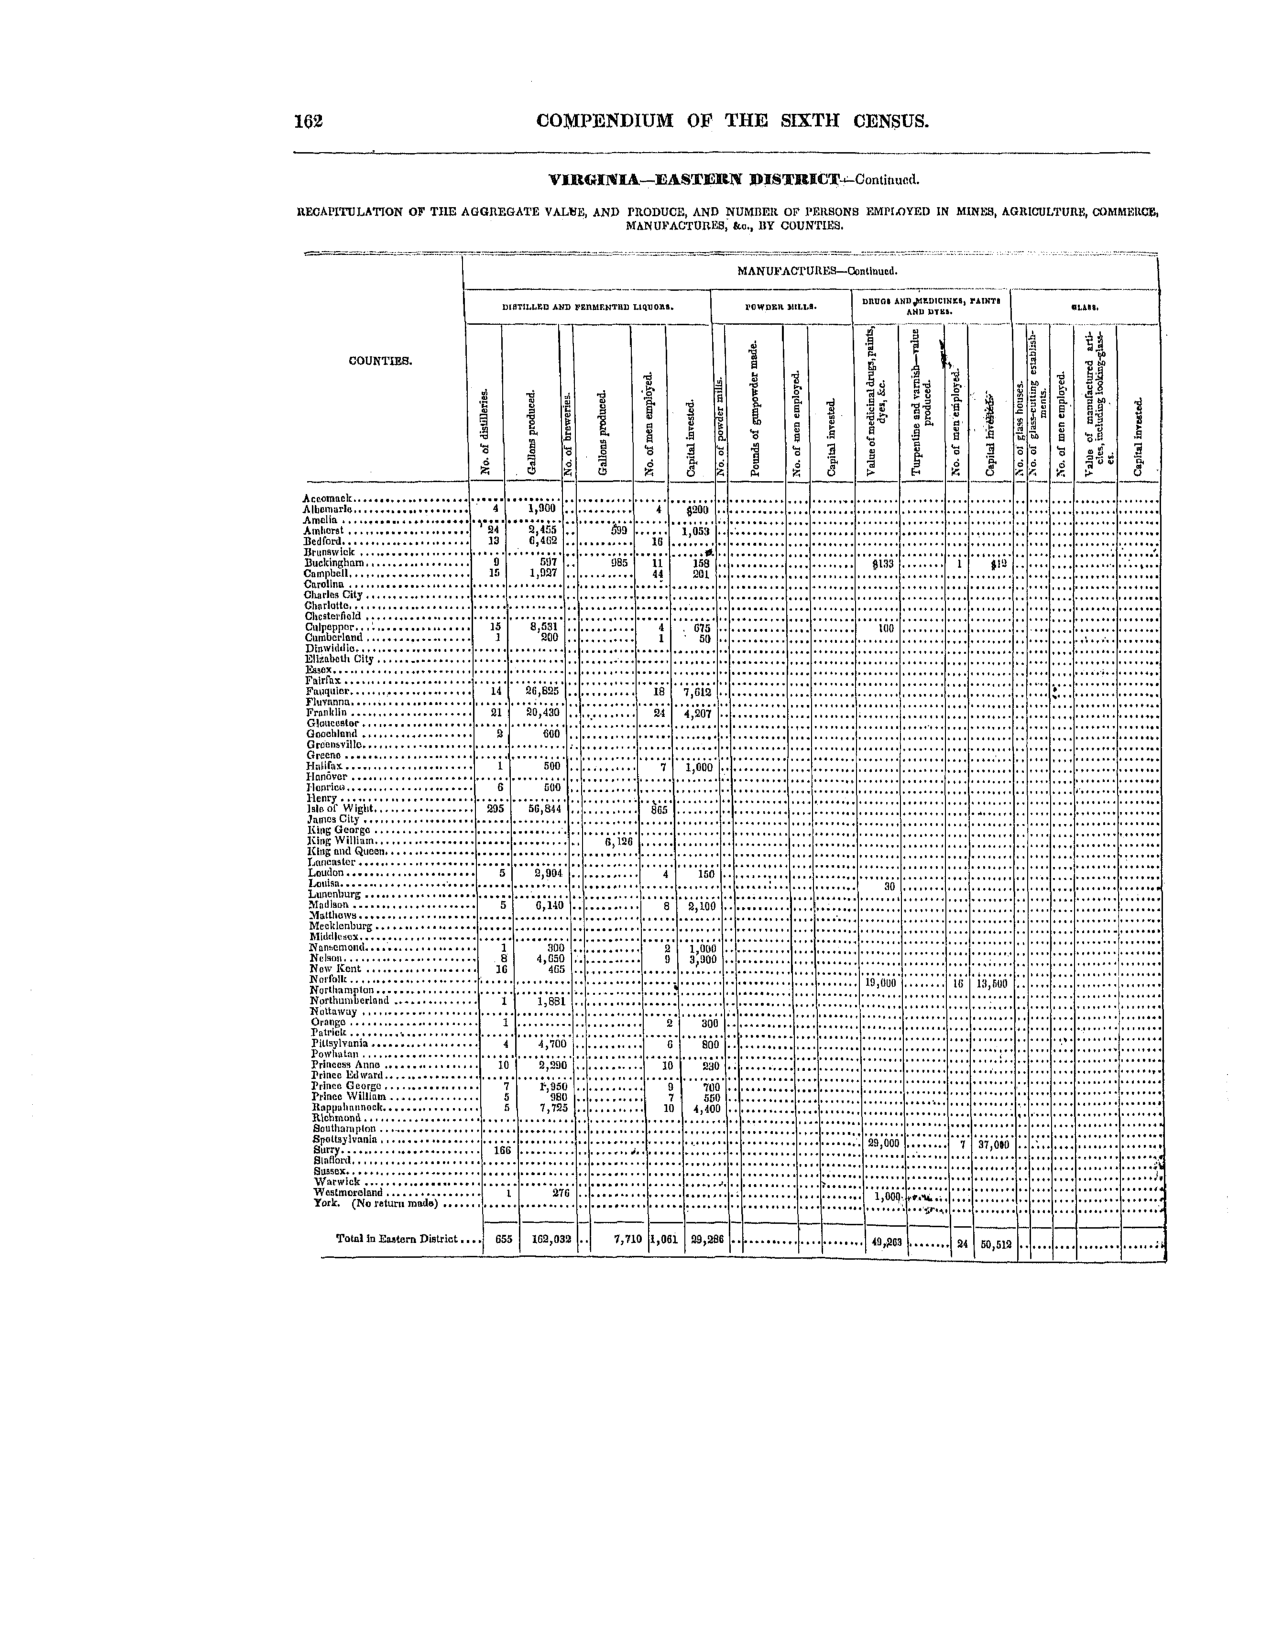 162 COMPENDIUM OF THE SIXTH CENSUS.
VIRGINIA—EASTERN DISTRICT—Continued.
RECAPITULATION OF THE AGGREGATE VALUE, AND PRODUCE, AND NUMBER OF PERSONS EMPLOYED IN MINES, AGRICULTURE, COMMERCE,
MANUFACTURES, &c., BY COUNTIES.
COUNTIES.
MANUFACTURES—Continued.
DISTILLED AND FERMENTED LIQUORS.
POWDER MILLS.
DRUGS AND MEDICINES, PAINTS
AND DYES.
GLASS.
No. of distilleries.
Gallons produced.
No. of breweries.
Gallons produced.
No. of men employed.
Capital invested.
No. of powder mills.
Pounds of gunpowder made.
No. of men employed.
Capital invested.
Value of medicinal drugs, paints,
dyes, &c.
Turpentine and varnish—value
produced.
No. of men employed.
Capital invested.
No. of glass houses.
No. of glass-cutting establish-
ments.
No. of men employed.
Value of manufactured arti-
cles, including looking-glass-
es.
Capital invested.
Accomack
Albemarle 4 1,900 4 $200
Amelia
Amherst 24 2,455 599 1,053
Bedford 13 6,462 16
Brunswick
Buckingham 9 597 985 11 158 $133 1 $12
Campbell 15 1,927 44 201
Carolina
Charles City
Charlotte
Chesterfield
Culpepper 15 8,531 4 675 100
Cumberland 1 200 1 50
Dinwiddie
Elizabeth City
Essex
Fairfax
Fauquier 14 26,825 18 7,612
Fluvanna
Franklin 21 20,430 24 4,207
Gloucester
Goochland 2 600
Greensville
Greene
Halifax 1 500 7 1,000
Hanover
Henrico 6 500
Henry
Isle of Wight 295 56,844 865
James City
King George
King William 6,126
King and Queen
Lancaster
Loudon 5 2,904 4 150
Louisa 30
Lunenburg
Madison 5 6,140 8 2,100
Matthews
Mecklenburg
Middlesex
Nansemond 1 300 2 1,000
Nelson 8 4,650 9 3,900
New Kent 16 465
Norfolk 19,000 16 13,500
Northampton
Northumberland 1 1,881
Nottaway
Orange 1 2 300
Patrick
Pittsylvania 4 4,700 6 800
Powhatan
Princess Anne 10 2,290 10 230
Prince Edward
Prince George 7 1,950 9 700
Prince William 5 980 7 550
Rappahannock 5 7,725 10 4,400
Richmond
Southampton
Spottsylvania 29,000 7 37,000
Surry 166
Stafford
Sussex
Warwick
Westmoreland 1 276 1,000
York. (No return made)
Total in Eastern District 655 162,032 7,710 1,061 29,286 49,263 24 50,512